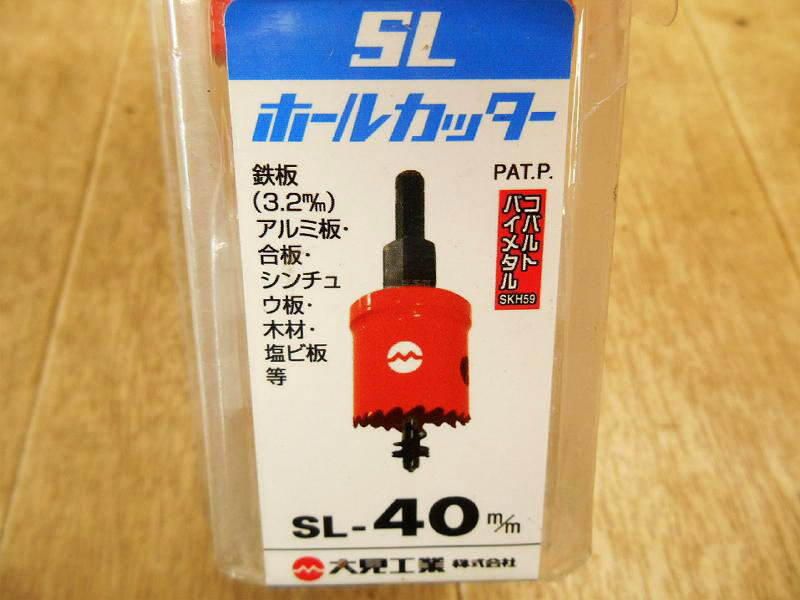 SL
ホールカッター
鉄板
(3.2㎜)
アルミ板・
合板・
シンチュ
ウ板・
木材・
塩ビ板
等
PAT.P.
コバルト
バイメタル
SKH59
SL-40m/m
大見工業株式会社